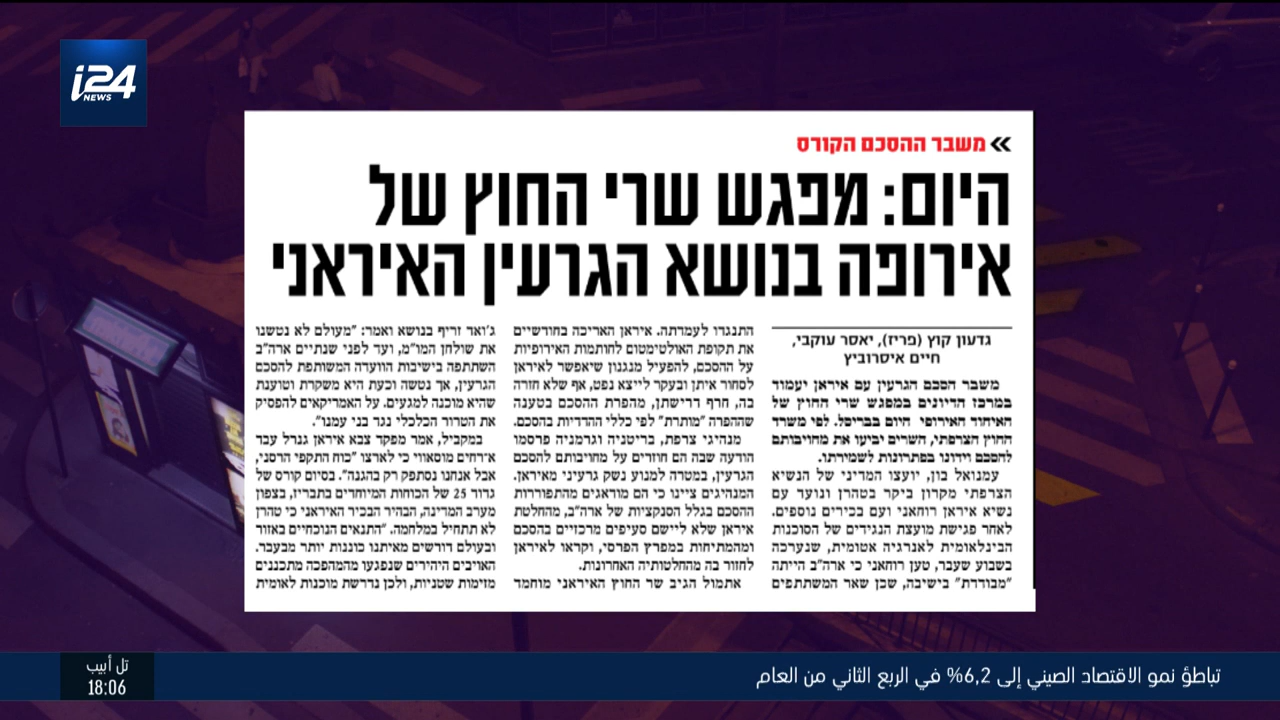 i24
NEWS
משבר ההסכם הקורס
היום: מפגש שרי החוץ של
אירופה בנושא הגרעין האיראני
גדעון קוץ (פריז), יאסר עוקבי,
חיים איסרוביץ
משבר הסכם הגרעין עם איראן יעמוד
במרכז הדיונים במפגש שרי החוץ של
האיחוד האירופי היום בבריסל. לפי משרד
החוץ הצרפתי, השרים יביעו את מחויבותם
להסכם וידונו בפתרונות לשמירתו.
עמנואל בון, יועצו המדיני של הנשיא
הצרפתי מקרון ביקר בטהרן ונועד עם
נשיא איראן רוחאני ועם בכירים נוספים.
לאחר פגישת מועצת הנגידים של הסוכנות
הבינלאומית לאנרגיה אטומית, שנערכה
בשבוע שעבר, טען רוחאני כי ארה"ב הייתה
"מבודדת" בישיבה, שכן שאר המשתתפים
התנגדו לעמדתה. איראן האריכה בחודשיים
את תקופת האולטימטום לחותמות האירופיות
על ההסכם, להפעיל מנגנון שיאפשר לאיראן
לסחור איתן ובעקר לייצא נפט, אף שלא חזרה
בה, חרף דרישתן, מהפרת ההסכם בטענה
שההפרה "מותרת" לפי כללי ההדדיות בהסכם.
מנהיגי צרפת, בריטניה וגרמניה פרסמו
הודעה שבה הם חוזרים על מחויבותם להסכם
הגרעין, במטרה למנוע נשק גרעיני מאיראן.
המנהיגים ציינו כי הם מודאגים מהתפוררות
ההסכם בגלל הסנקציות של ארה"ב, מהחלטת
איראן שלא ליישם סעיפים מרכזיים בהסכם
ומהמתיחות במפרץ הפרסי, וקראו לאיראן
לחזור בה מהחלטותיה האחרונות.
אתמול הגיב שר החוץ האיראני מוחמד
ג'ואד זריף בנושא ואמר: "מעולם לא נטשנו
את שולחן המו"מ, ועד לפני שנתיים ארה"ב
השתתפה בישיבות הוועדה המשותפת להסכם
הגרעין, אך נטשה וכעת היא משקרת וטוענת
שהיא מוכנה למגעים. על האמריקאים להפסיק
את הטרור הכלכלי נגד בני עמנו".
במקביל, אמר מפקד צבא איראן גנרל עבד
א־רחים מוסאווי כי לארצו "כוח התקפי הרסני,
אבל אנחנו נסתפק רק בהגנה". בסיום קורס של
גדוד 25 של הכוחות המיוחדים בתבריז, בצפון
מערב המדינה, הבהיר הבכיר האיראני כי טהרן
לא תתחיל במלחמה. "התנאים הנוכחיים באזור
ובעולם דורשים מאיתנו כוננות יותר מבעבר.
האויבים היהירים שנפגעו מהמהפכה מתכננים
מזימות שטניות, ולכן נדרשת מוכנות לאומית
تل أبيب
18:06
تباطؤ نمو الاقتصاد الصيني إلى 6,2% في الربع الثاني من العام